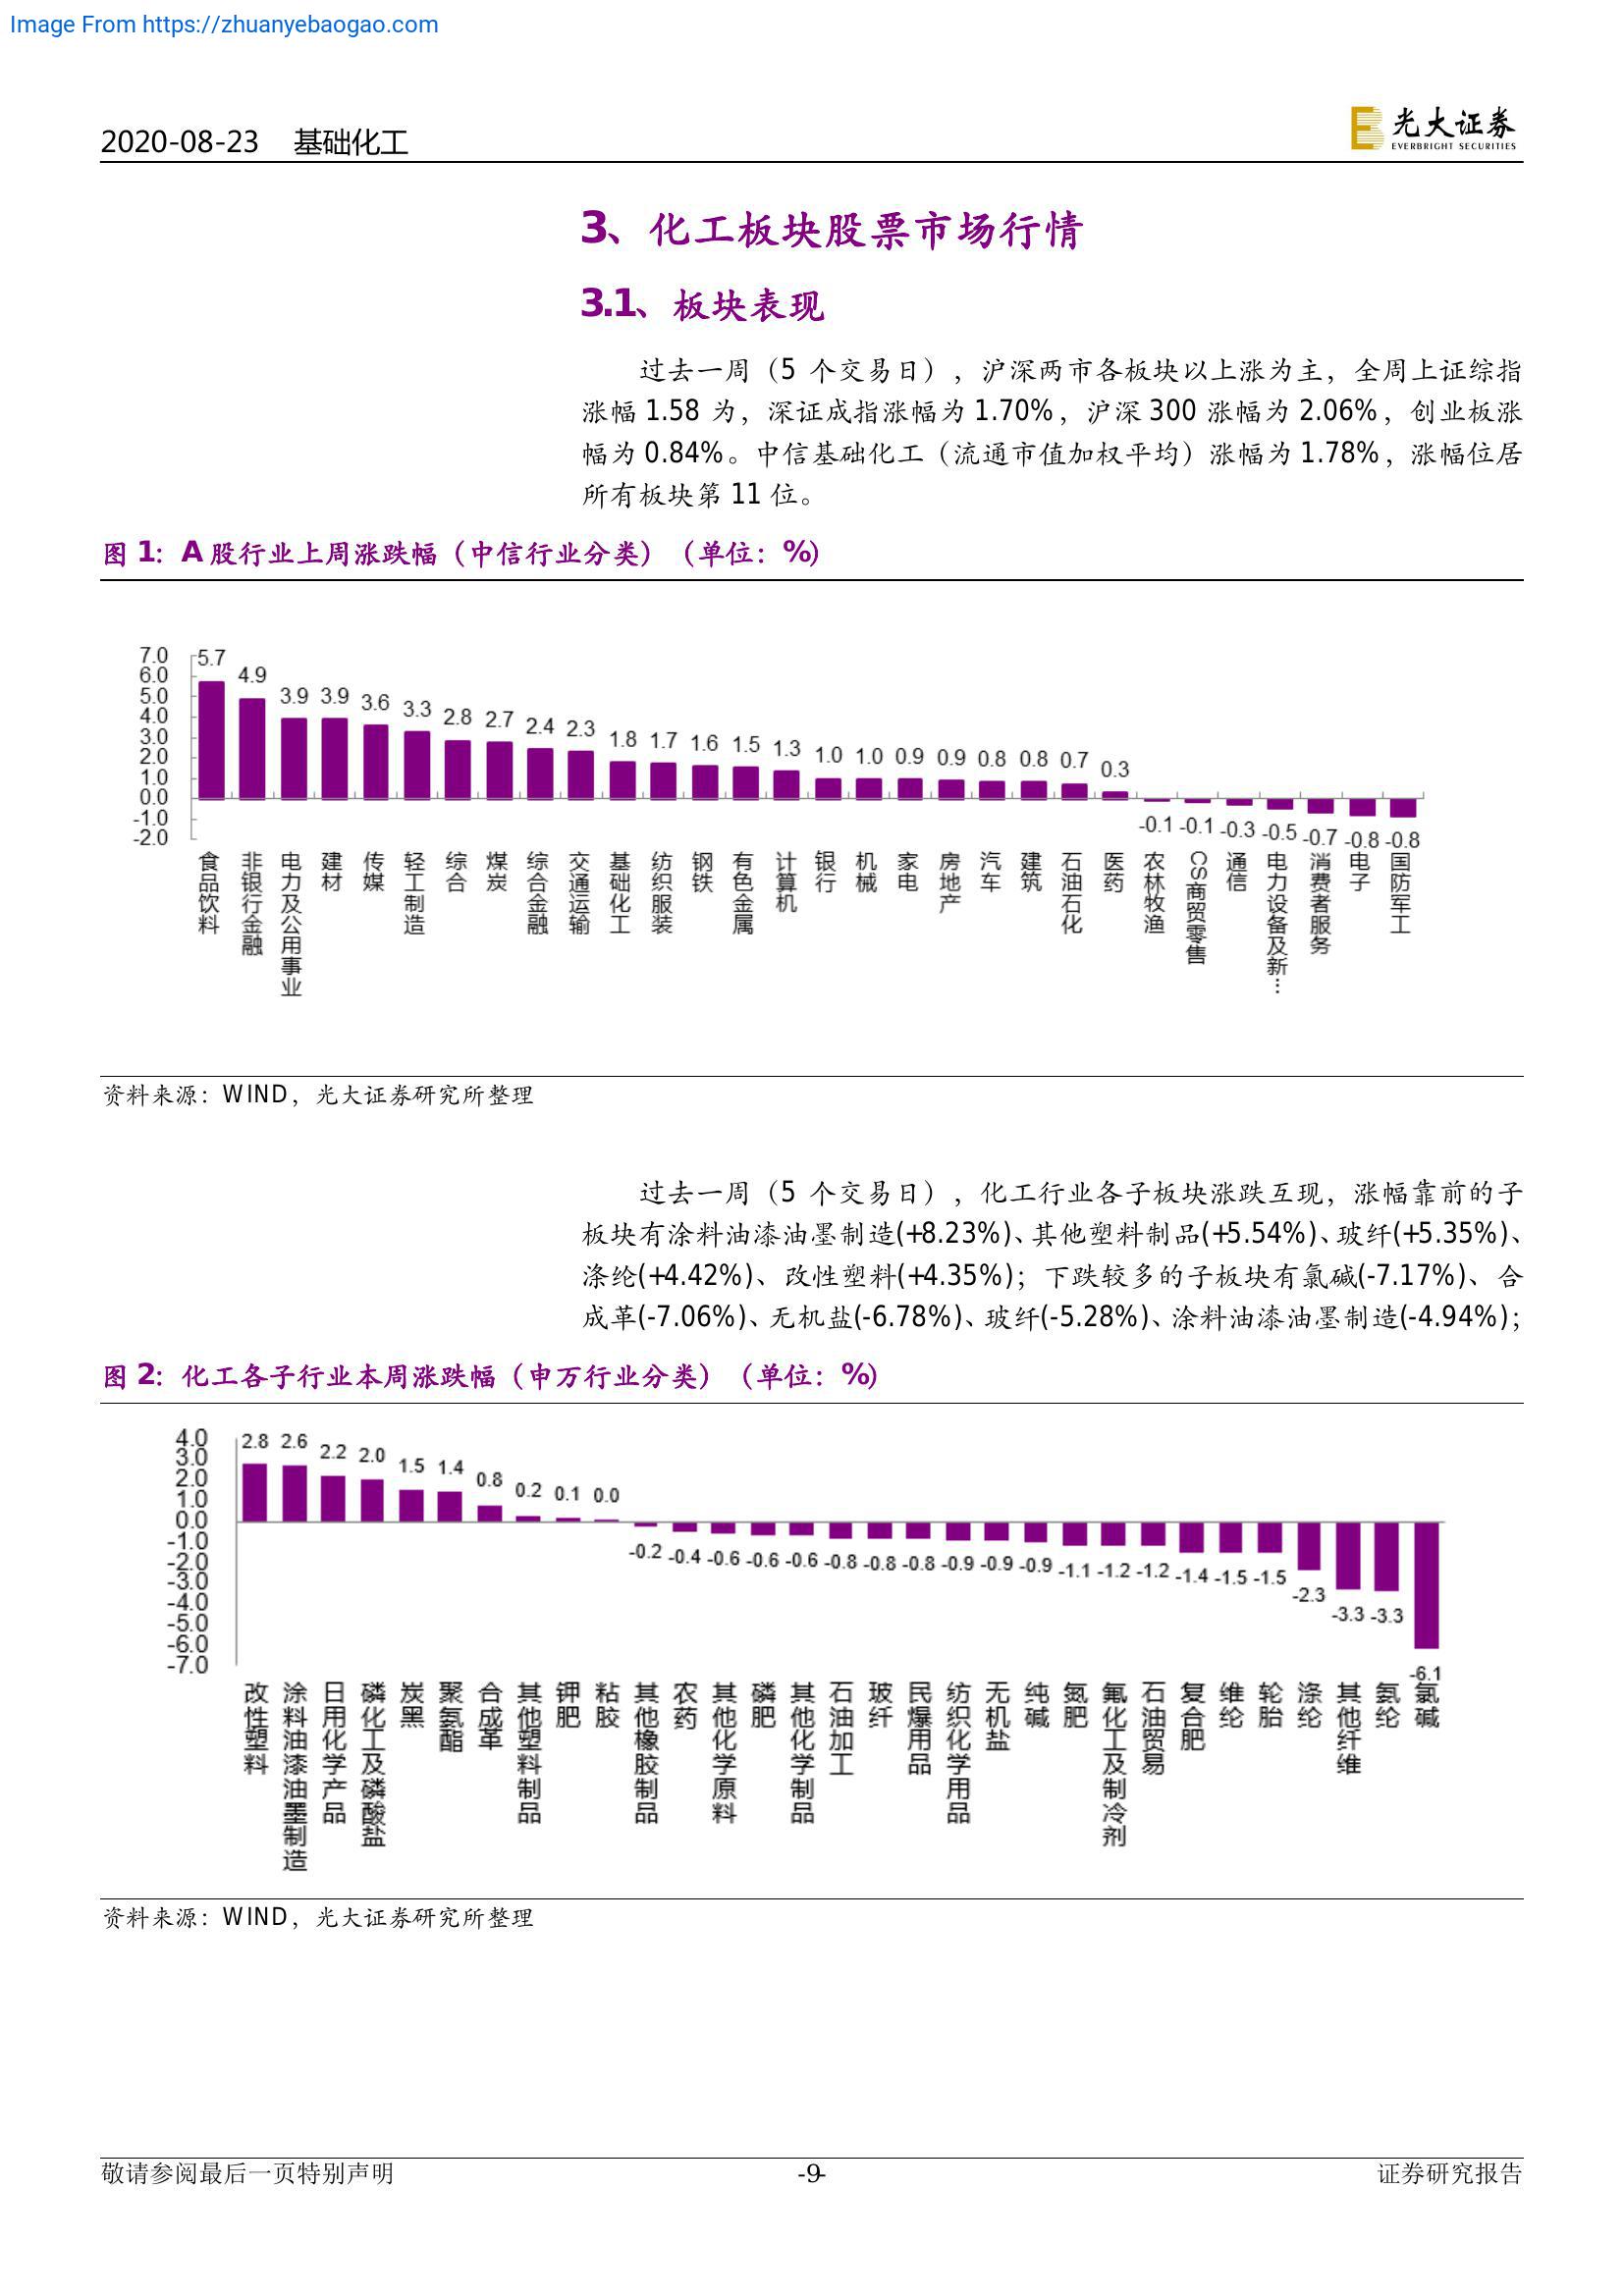 Image From https://zhuanyebaogao.com
2020-08-23 基础化工
光大证券
EVERBRIGHT SECURITIES
3、化工板块股票市场行情
3.1、板块表现
过去一周（5 个交易日），沪深两市各板块以上涨为主，全周上证综指
涨幅 1.58 为，深证成指涨幅为 1.70%，沪深 300 涨幅为 2.06%，创业板涨
幅为 0.84%。中信基础化工（流通市值加权平均）涨幅为 1.78%，涨幅位居
所有板块第 11 位。
图 1：A 股行业上周涨跌幅（中信行业分类）（单位：%）
7.0
6.0
5.0
4.0
3.0
2.0
1.0
0.0
-1.0
-2.0
5.7 4.9 3.9 3.9 3.6 3.3 2.8 2.7 2.4 2.3 1.8 1.7 1.6 1.5 1.3 1.0 1.0 0.9 0.9 0.8 0.8 0.7 0.3 -0.1 -0.1 -0.3 -0.5 -0.7 -0.8 -0.8
食品饮料
非银行金融
电力及公用事业
建材
传媒
轻工制造
综合
煤炭
综合金融
交通运输
基础化工
纺织服装
钢铁
有色金属
计算机
银行
机械
家电
房地产
汽车
建筑
石油石化
医药
农林牧渔
CS商贸零售
通信
电力设备及新…
消费者服务
电子
国防军工
资料来源：WIND，光大证券研究所整理
过去一周（5 个交易日），化工行业各子板块涨跌互现，涨幅靠前的子
板块有涂料油漆油墨制造(+8.23%)、其他塑料制品(+5.54%)、玻纤(+5.35%)、
涤纶(+4.42%)、改性塑料(+4.35%)；下跌较多的子板块有氯碱(-7.17%)、合
成革(-7.06%)、无机盐(-6.78%)、玻纤(-5.28%)、涂料油漆油墨制造(-4.94%)；
图 2：化工各子行业本周涨跌幅（申万行业分类）（单位：%）
4.0
3.0
2.0
1.0
0.0
-1.0
-2.0
-3.0
-4.0
-5.0
-6.0
-7.0
2.8 2.6 2.2 2.0 1.5 1.4 0.8 0.2 0.1 0.0 -0.2 -0.4 -0.6 -0.6 -0.6 -0.8 -0.8 -0.8 -0.9 -0.9 -0.9 -1.1 -1.2 -1.2 -1.4 -1.5 -1.5 -2.3 -3.3 -3.3 -6.1
改性塑料
涂料油漆油墨制造
日用化学产品
磷化工及磷酸盐
炭黑
聚氨酯
合成革
其他塑料制品
钾肥
粘胶
其他橡胶制品
农药
其他化学原料
磷肥
其他化学制品
石油加工
玻纤
民爆用品
纺织化学用品
无机盐
纯碱
氮肥
氟化工及制冷剂
石油贸易
复合肥
维纶
轮胎
涤纶
其他纤维
氨纶
氯碱
资料来源：WIND，光大证券研究所整理
敬请参阅最后一页特别声明
-9-
证券研究报告